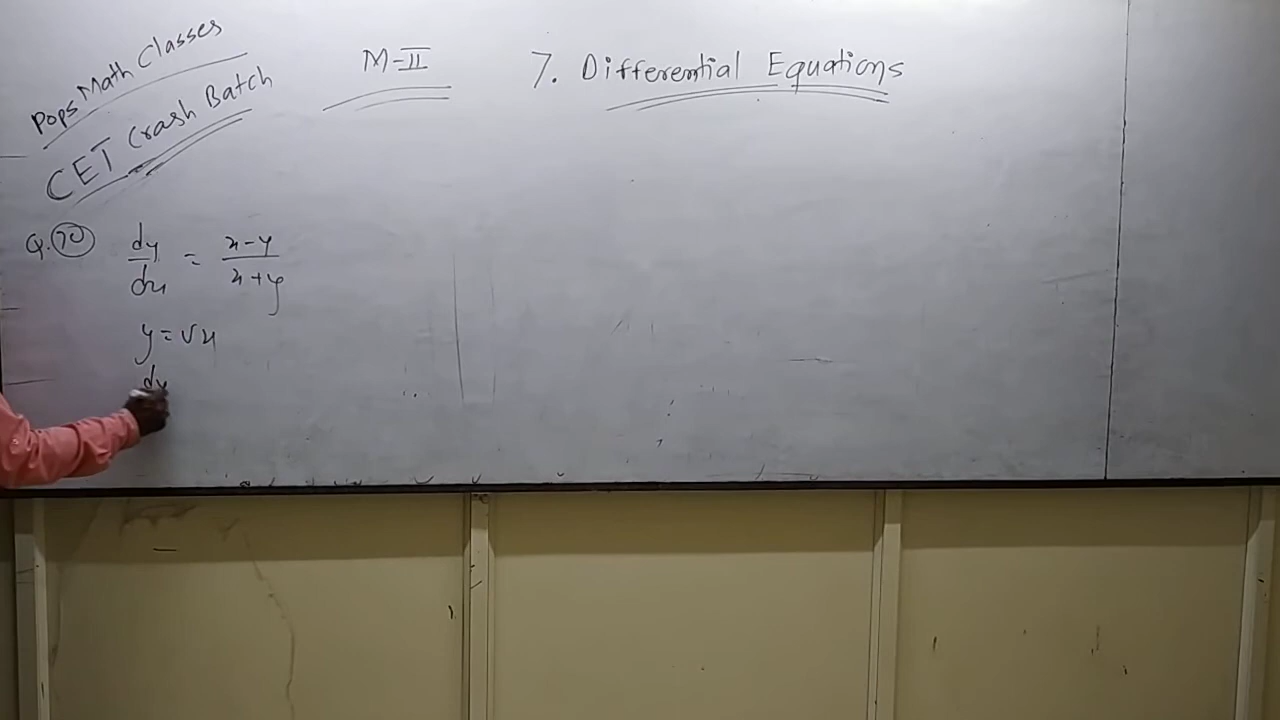 Pops Math Classes
CET Crash Batch
M-II
7. Differential Equations
Q. 70 dy/dx = x-y/x+y
y = vx
dy